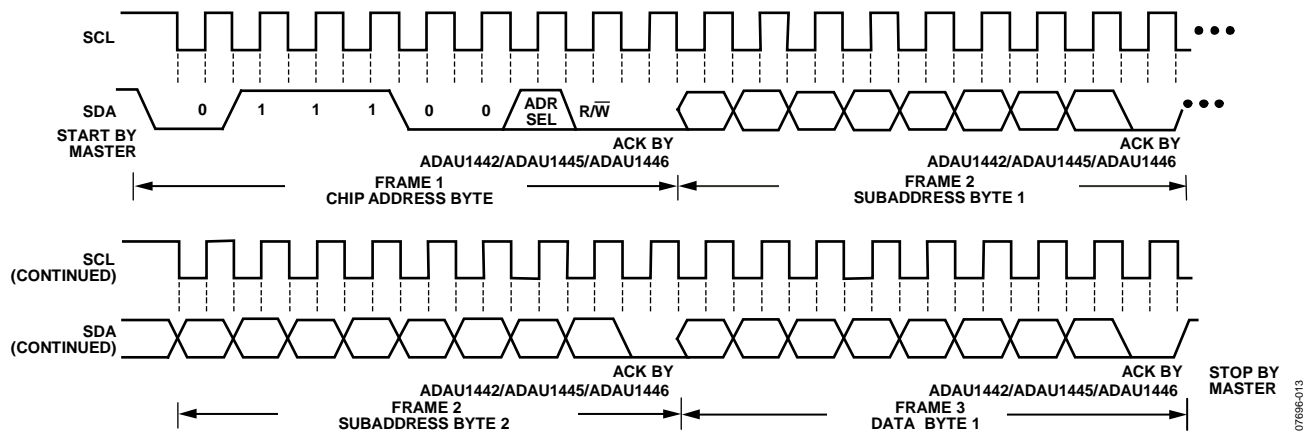 SCL
SDA
0 1 1 1 0 0 ADR SEL R/W̅
START BY
MASTER
ACK BY
ADAU1442/ADAU1445/ADAU1446
ACK BY
ADAU1442/ADAU1445/ADAU1446
FRAME 1
CHIP ADDRESS BYTE
FRAME 2
SUBADDRESS BYTE 1
SCL
(CONTINUED)
SDA
(CONTINUED)
ACK BY
ADAU1442/ADAU1445/ADAU1446
ACK BY
ADAU1442/ADAU1445/ADAU1446
STOP BY
MASTER
FRAME 2
SUBADDRESS BYTE 2
FRAME 3
DATA BYTE 1
07696-013